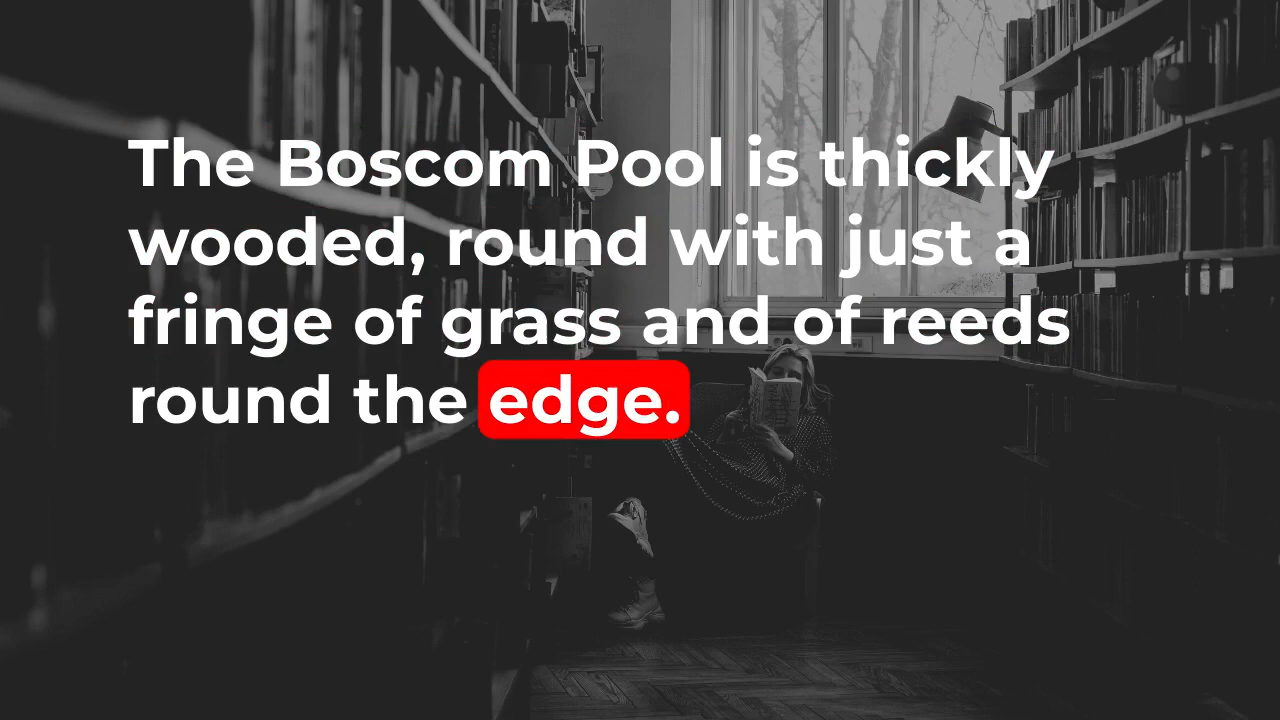 The Boscom Pool is thickly
wooded, round with just a
fringe of grass and of reeds
round the edge.